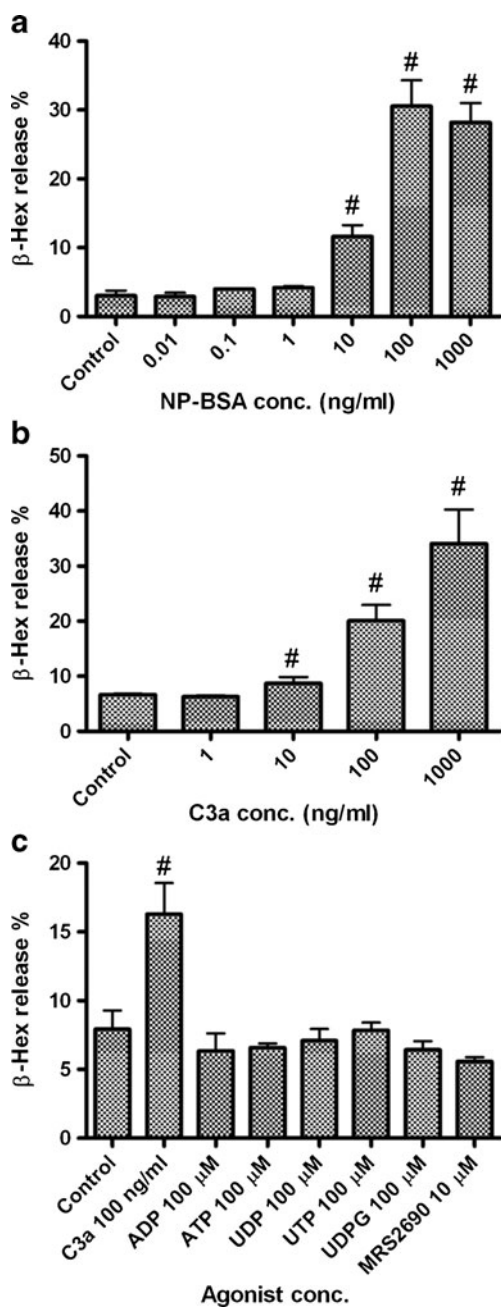 a
β-Hex release %
40
30
20
10
0
#
#
#
Control
0.01
0.1
1
10
100
1000
NP-BSA conc. (ng/ml)
b
β-Hex release %
50
40
30
20
10
0
#
#
#
Control
1
10
100
1000
C3a conc. (ng/ml)
c
β-Hex release %
20
15
10
5
0
#
Control
C3a 100 ng/ml
ADP 100 μM
ATP 100 μM
UDP 100 μM
UTP 100 μM
UDPG 100 μM
MRS2690 10 μM
Agonist conc.